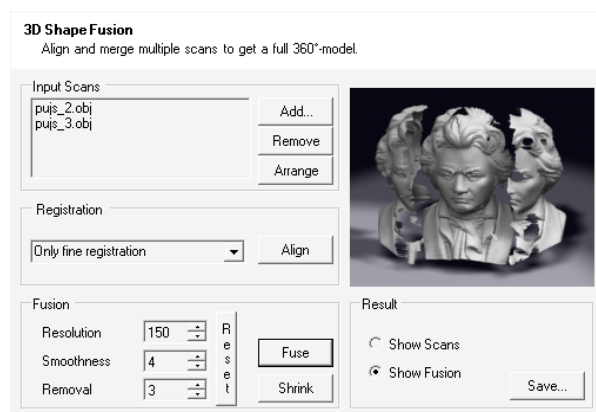 3D Shape Fusion
Align and merge multiple scans to get a full 360°-model.
Input Scans
pujs_2.obj
pujs_3.obj
Add...
Remove
Arrange
Registration
Only fine registration
Align
Fusion
Resolution 150
Smoothness 4
Removal 3
Reset
Fuse
Shrink
Result
Show Scans
Show Fusion
Save...